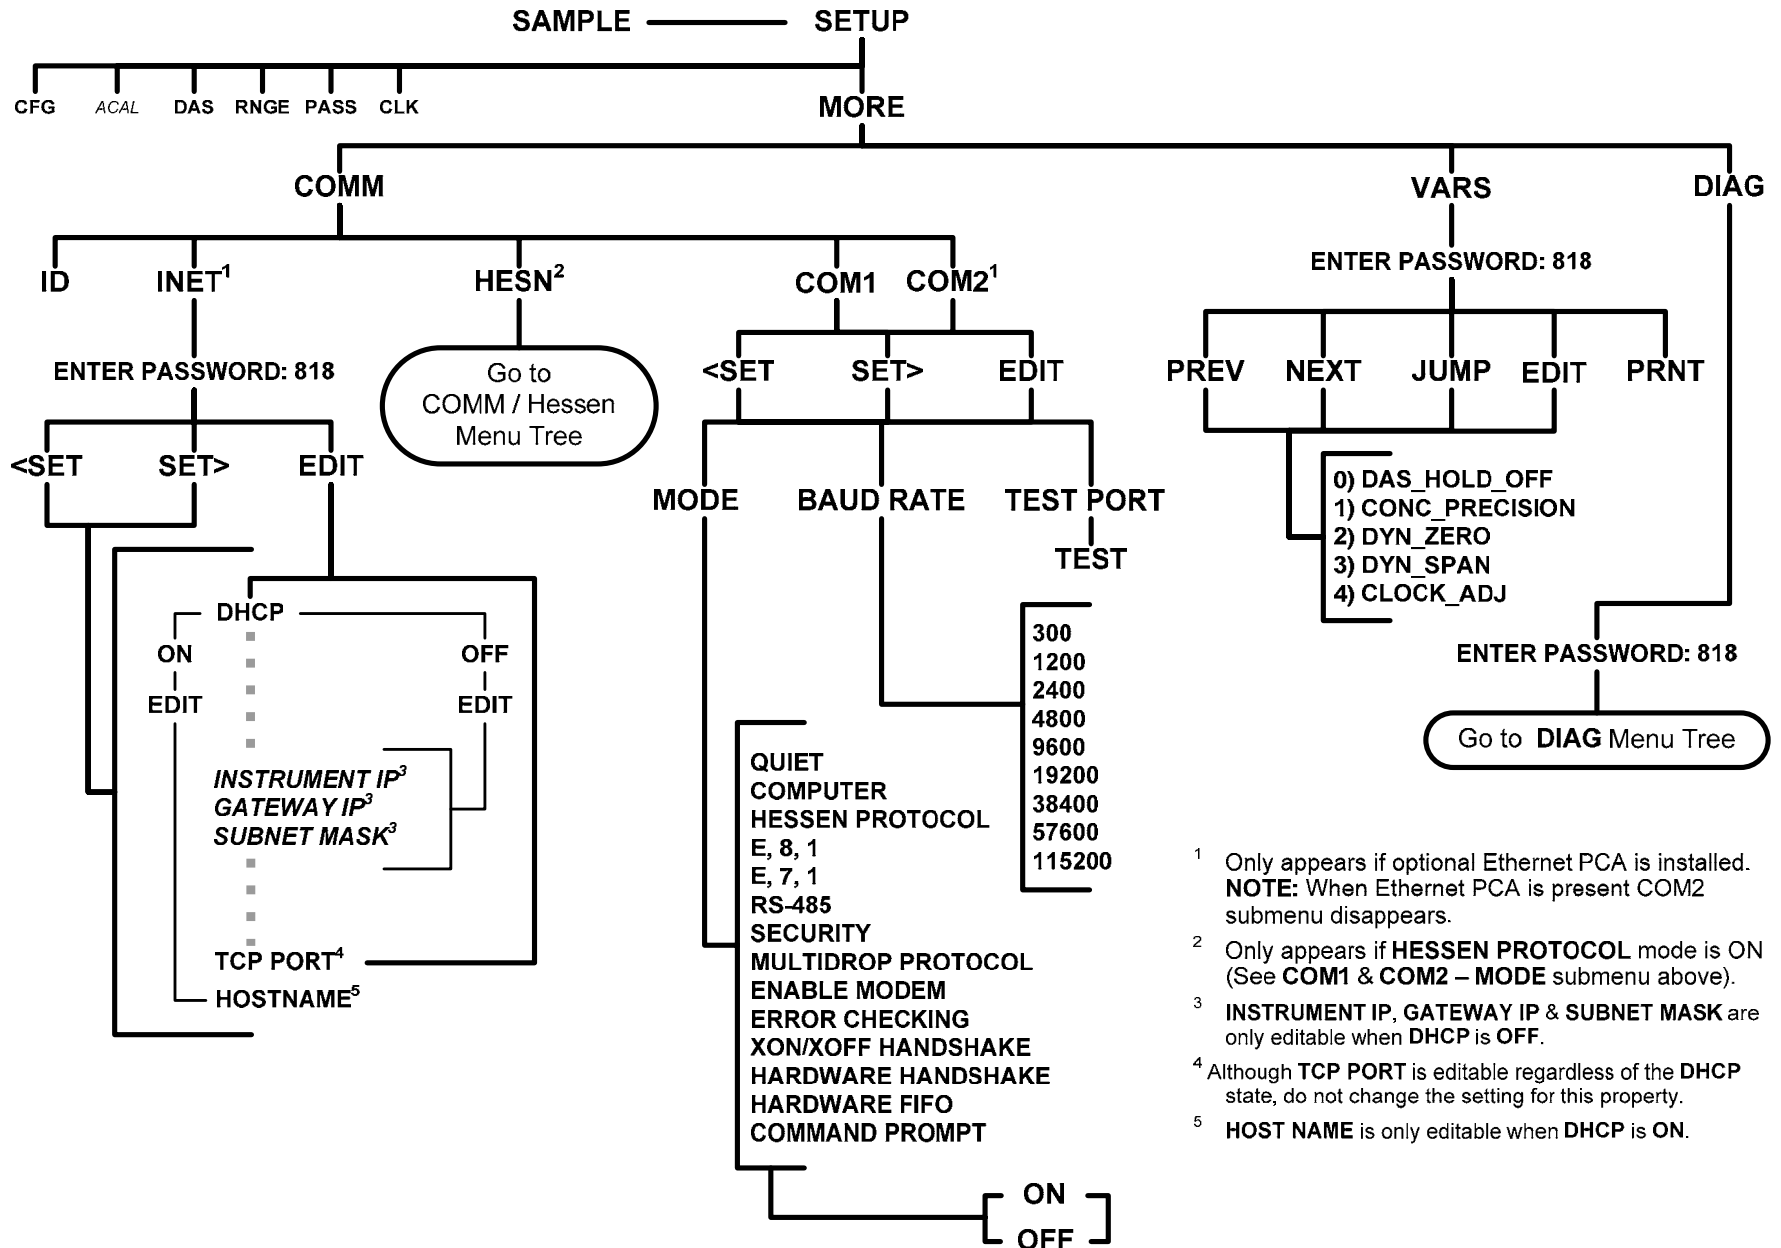 SAMPLE SETUP
CFG ACAL DAS RNGE PASS CLK
MORE
COMM VARS DIAG
ID INET1 HESN2 COM1 COM21
ENTER PASSWORD: 818
<SET SET> EDIT
DHCP
ON OFF
EDIT EDIT
INSTRUMENT IP3
GATEWAY IP3
SUBNET MASK3
TCP PORT4
HOSTNAME5
Go to
COMM / Hessen
Menu Tree
<SET SET> EDIT
MODE BAUD RATE TEST PORT
TEST
300
1200
2400
4800
9600
19200
38400
57600
115200
QUIET
COMPUTER
HESSEN PROTOCOL
E, 8, 1
E, 7, 1
RS-485
SECURITY
MULTIDROP PROTOCOL
ENABLE MODEM
ERROR CHECKING
XON/XOFF HANDSHAKE
HARDWARE HANDSHAKE
HARDWARE FIFO
COMMAND PROMPT
ON
OFF
ENTER PASSWORD: 818
PREV NEXT JUMP EDIT PRNT
0) DAS_HOLD_OFF
1) CONC_PRECISION
2) DYN_ZERO
3) DYN_SPAN
4) CLOCK_ADJ
ENTER PASSWORD: 818
Go to DIAG Menu Tree
1 Only appears if optional Ethernet PCA is installed.
NOTE: When Ethernet PCA is present COM2
submenu disappears.
2 Only appears if HESSEN PROTOCOL mode is ON
(See COM1 & COM2 – MODE submenu above).
3 INSTRUMENT IP, GATEWAY IP & SUBNET MASK are
only editable when DHCP is OFF.
4 Although TCP PORT is editable regardless of the DHCP
state, do not change the setting for this property.
5 HOST NAME is only editable when DHCP is ON.